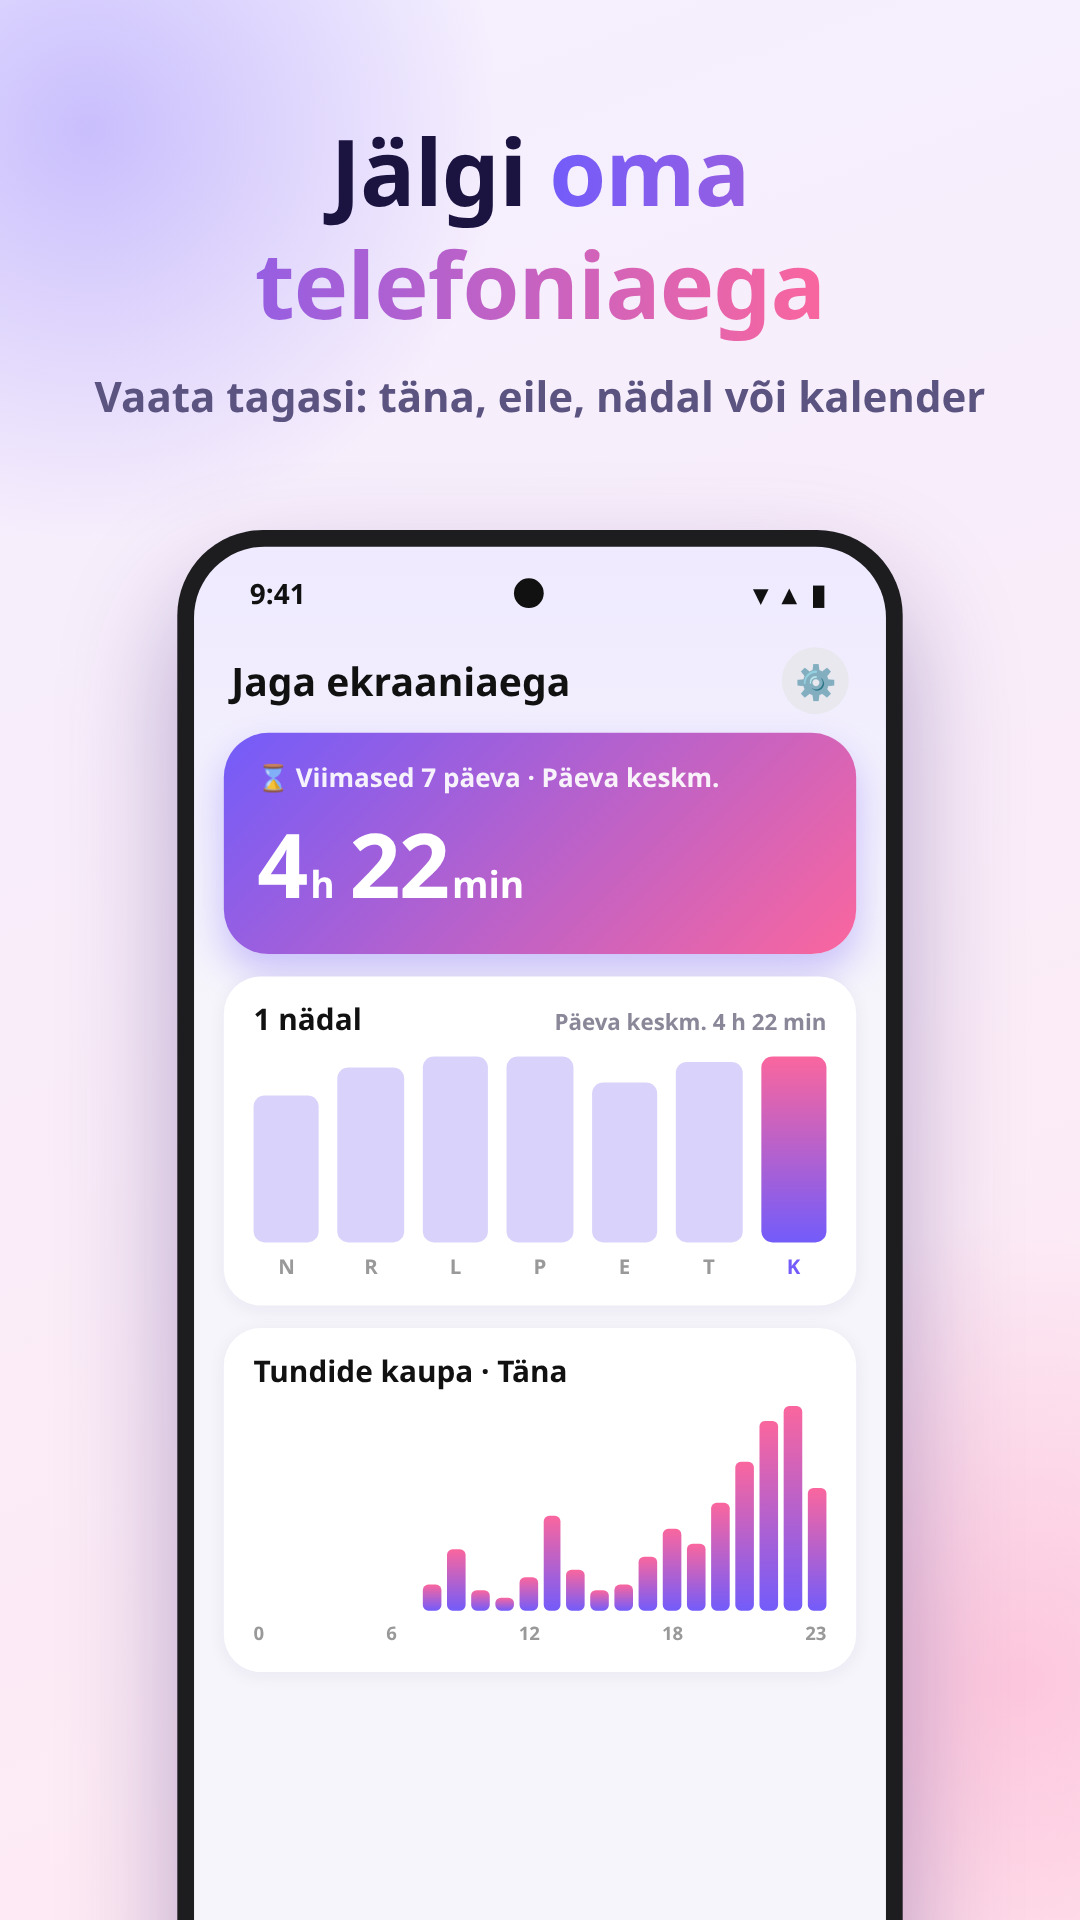 Jälgi oma
telefoniaega
Vaata tagasi: täna, eile, nädal või kalender
9:41
Jaga ekraaniaega
⌛ Viimased 7 päeva · Päeva keskm.
4h 22min
1 nädal
Päeva keskm. 4 h 22 min
N R L P E T K
Tundide kaupa · Täna
0 6 12 18 23